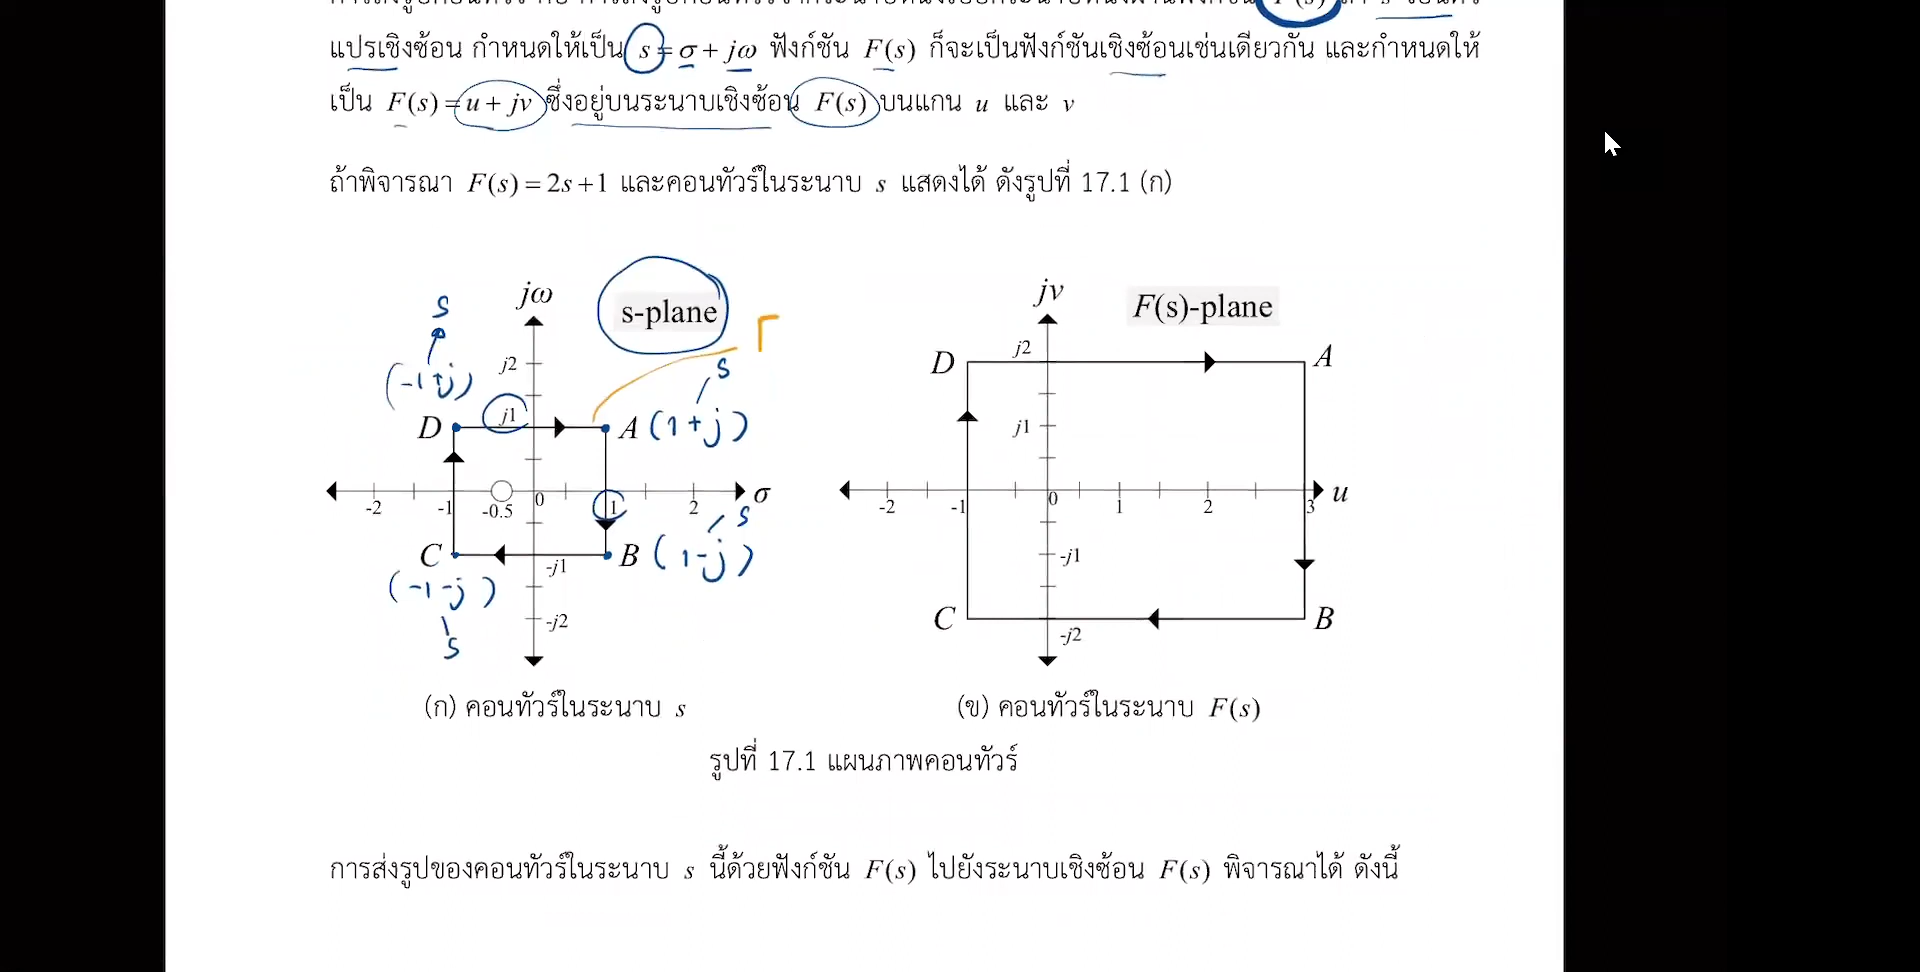 แปรเชิงซ้อน กำหนดให้เป็น s = σ + jω ฟังก์ชัน F(s) ก็จะเป็นฟังก์ชันเชิงซ้อนเช่นเดียวกัน และกำหนดให้
เป็น F(s) = u + jv ซึ่งอยู่บนระนาบเชิงซ้อน F(s) บนแกน u และ v
ถ้าพิจารณา F(s) = 2s +1 และคอนทัวร์ในระนาบ s แสดงได้ ดังรูปที่ 17.1 (ก)
s jω s-plane Γ
j2 s
(-1+j)
D j1 A (1+j)
-2 -1 -0.5 0 1 2 σ
s
C -j1 B (1-j)
(-1-j)
-j2
s
jv F(s)-plane
D j2 A
j1
-2 -1 0 1 2 3 u
-j1
C -j2 B
(ก) คอนทัวร์ในระนาบ s
(ข) คอนทัวร์ในระนาบ F(s)
รูปที่ 17.1 แผนภาพคอนทัวร์
การส่งรูปของคอนทัวร์ในระนาบ s นี้ด้วยฟังก์ชัน F(s) ไปยังระนาบเชิงซ้อน F(s) พิจารณาได้ ดังนี้